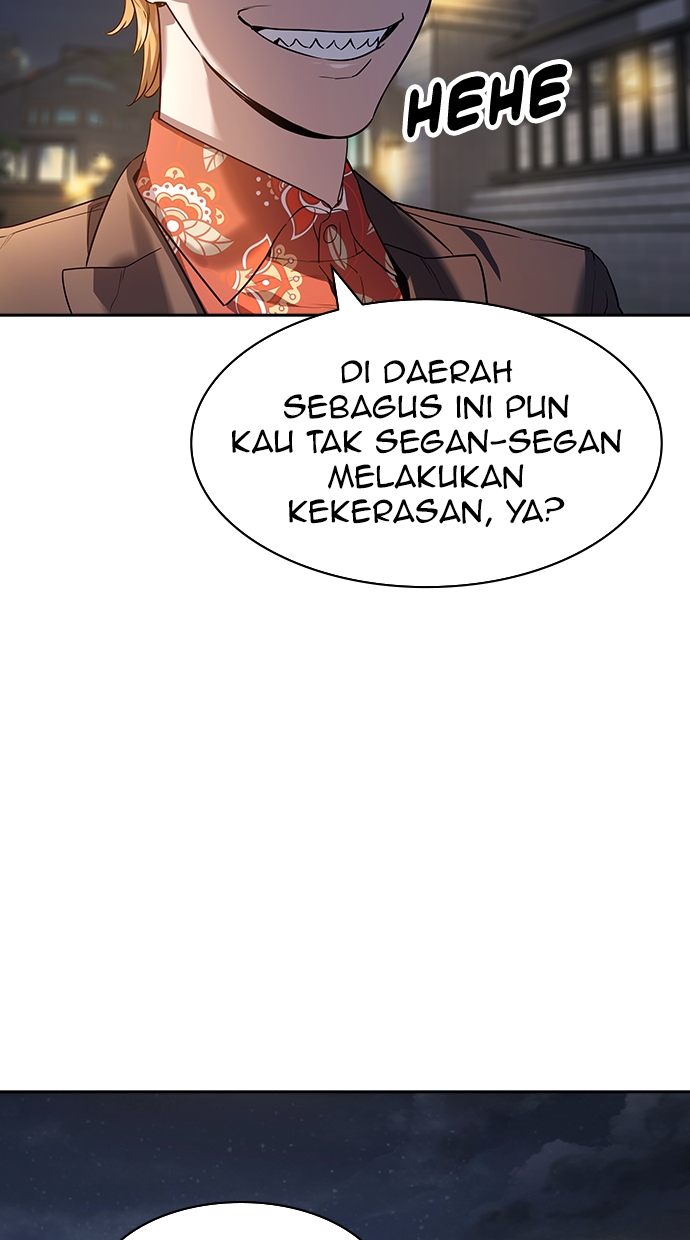 HEHE
DI DAERAH
SEBAGUS INI PUN
KAU TAK SEGAN-SEGAN
MELAKUKAN
KEKERASAN, YA?